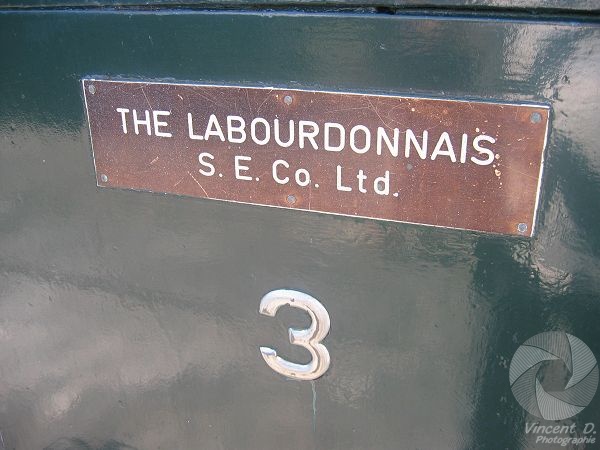 THE LABOURDONNAIS
S. E. Co. Ltd.
3
Vincent D.
Photographie